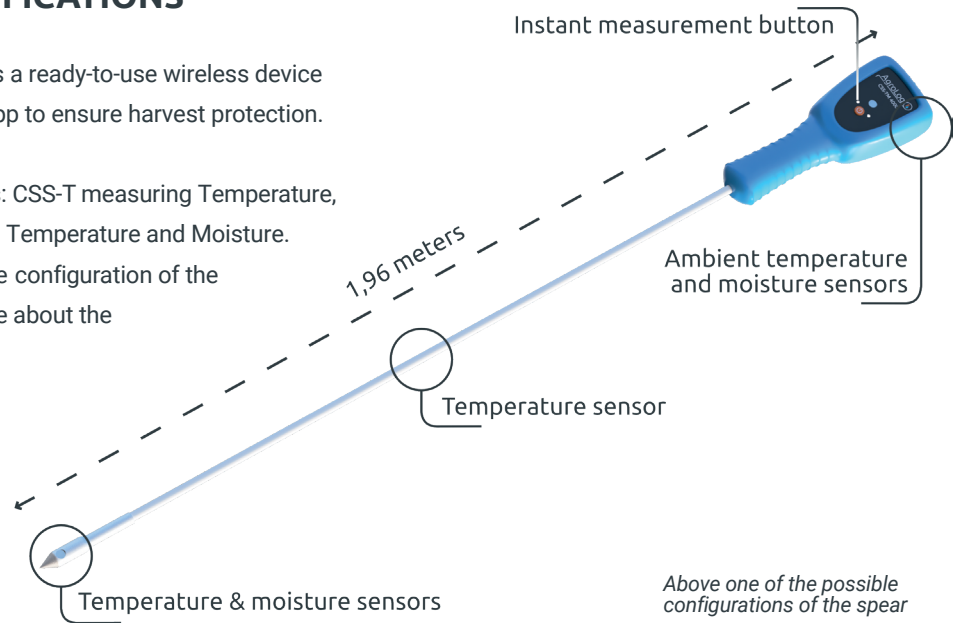 s a ready-to-use wireless device
pp to ensure harvest protection.
s: CSS-T measuring Temperature,
Temperature and Moisture.
e configuration of the
e about the
Instant measurement button
AgroLog
1,96 meters
Ambient temperature
and moisture sensors
Temperature sensor
Temperature & moisture sensors
Above one of the possible
configurations of the spear